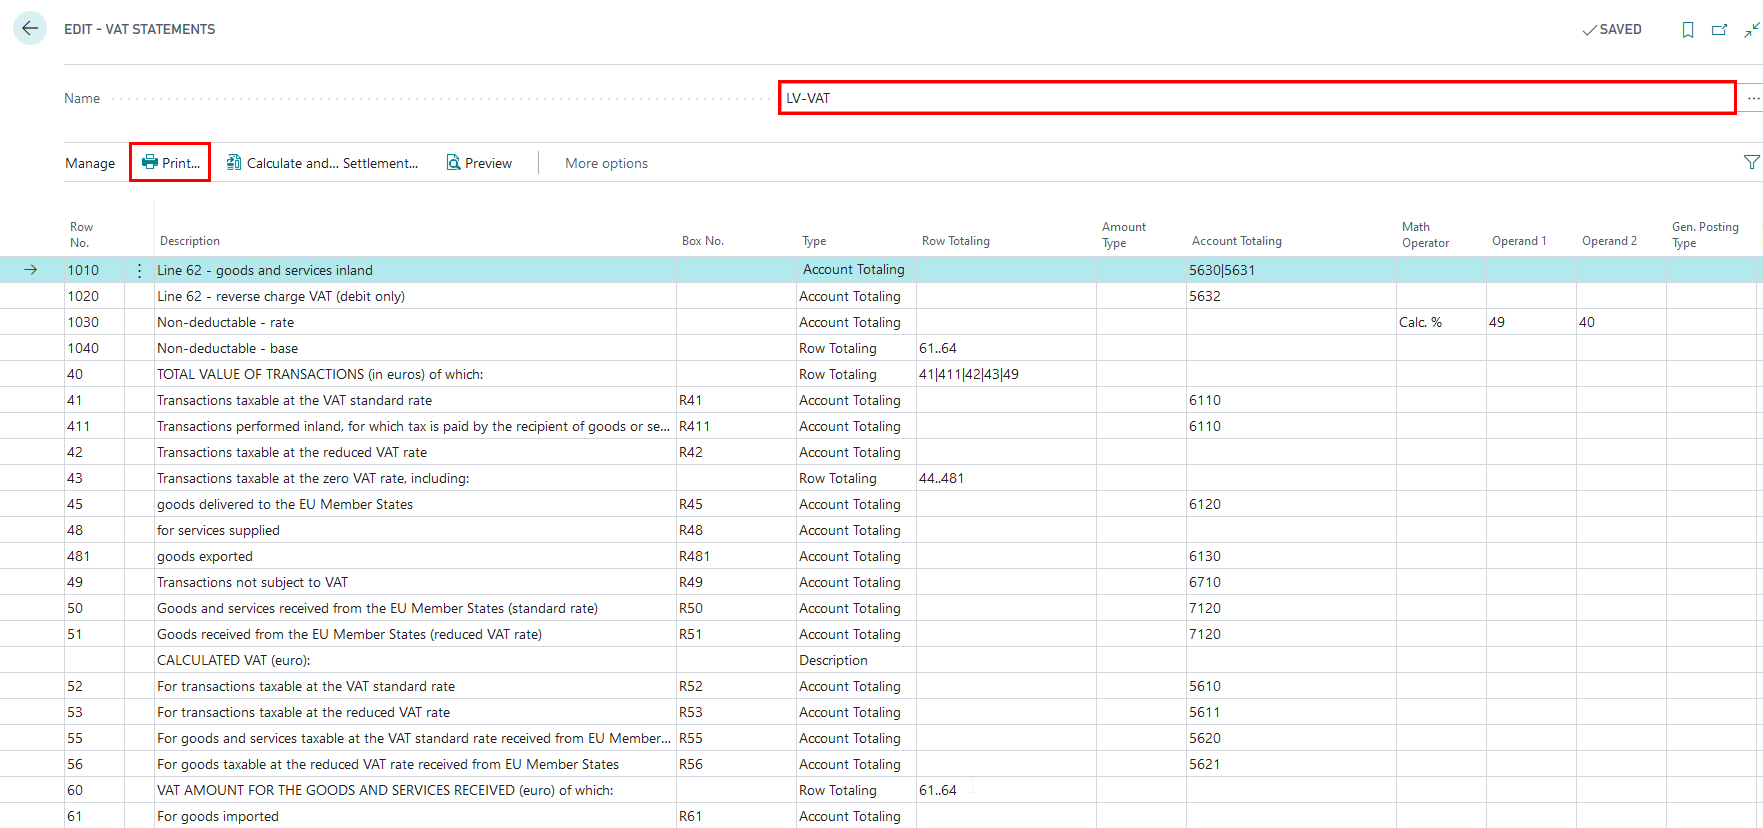 EDIT - VAT STATEMENTS
SAVED
Name
LV-VAT
...
Manage Print... Calculate and... Settlement... Preview More options
Row No. Description Box No. Type Row Totaling Amount Type Account Totaling Math Operator Operand 1 Operand 2 Gen. Posting Type
1010 Line 62 - goods and services inland Account Totaling 5630|5631
1020 Line 62 - reverse charge VAT (debit only) Account Totaling 5632
1030 Non-deductable - rate Account Totaling Calc. % 49 40
1040 Non-deductable - base Row Totaling 61..64
40 TOTAL VALUE OF TRANSACTIONS (in euros) of which: Row Totaling 41|411|42|43|49
41 Transactions taxable at the VAT standard rate R41 Account Totaling 6110
411 Transactions performed inland, for which tax is paid by the recipient of goods or se... R411 Account Totaling 6110
42 Transactions taxable at the reduced VAT rate R42 Account Totaling
43 Transactions taxable at the zero VAT rate, including: Row Totaling 44..481
45 goods delivered to the EU Member States R45 Account Totaling 6120
48 for services supplied R48 Account Totaling
481 goods exported R481 Account Totaling 6130
49 Transactions not subject to VAT R49 Account Totaling 6710
50 Goods and services received from the EU Member States (standard rate) R50 Account Totaling 7120
51 Goods received from the EU Member States (reduced VAT rate) R51 Account Totaling 7120
CALCULATED VAT (euro): Description
52 For transactions taxable at the VAT standard rate R52 Account Totaling 5610
53 For transactions taxable at the reduced VAT rate R53 Account Totaling 5611
55 For goods and services taxable at the VAT standard rate received from EU Member... R55 Account Totaling 5620
56 For goods taxable at the reduced VAT rate received from EU Member States R56 Account Totaling 5621
60 VAT AMOUNT FOR THE GOODS AND SERVICES RECEIVED (euro) of which: Row Totaling 61..64
61 For goods imported R61 Account Totaling